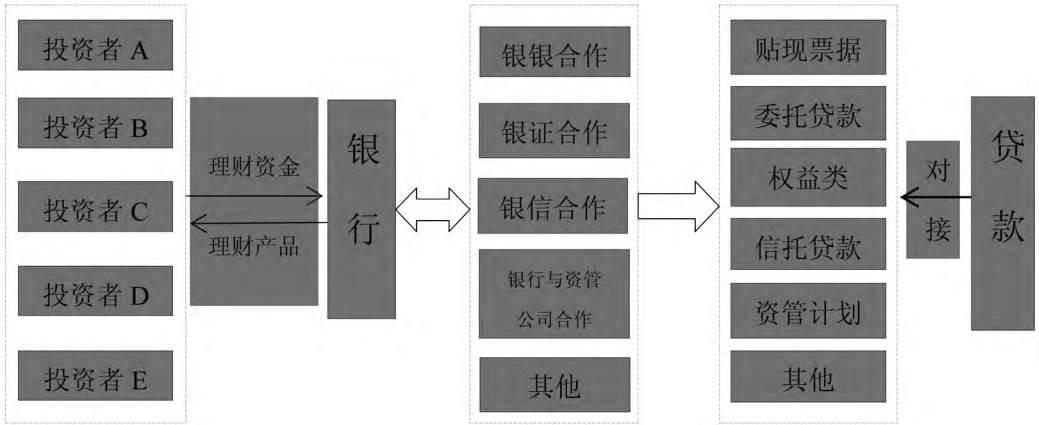 投资者 A
投资者 B
投资者 C
投资者 D
投资者 E
理财资金
理财产品
银
行
银银合作
银证合作
银信合作
银行与资管
公司合作
其他
贴现票据
委托贷款
权益类
信托贷款
资管计划
其他
对
接
贷
款